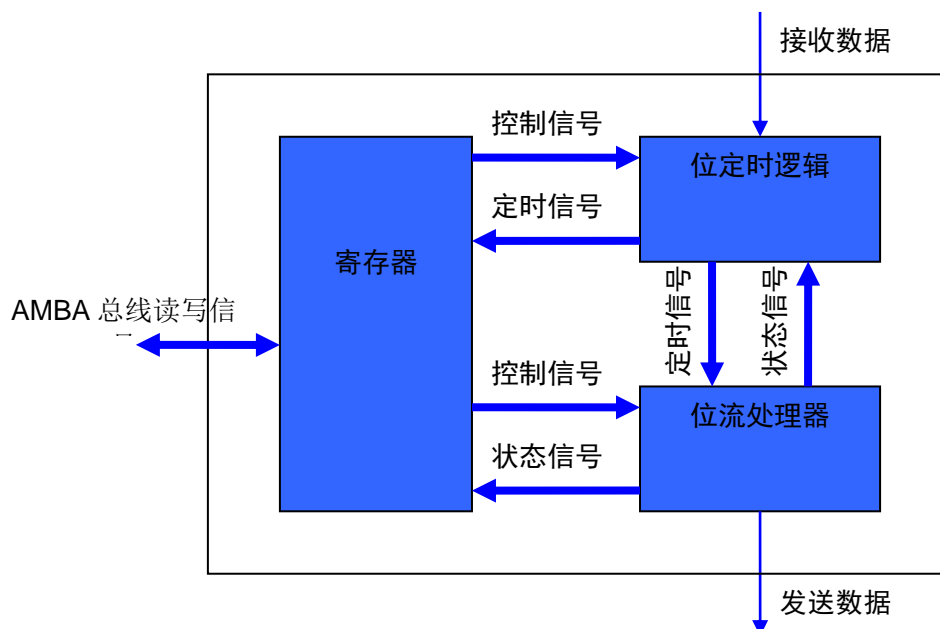 接收数据
控制信号
位定时逻辑
定时信号
寄存器
定时信号
状态信号
AMBA 总线读写信
控制信号
位流处理器
状态信号
发送数据